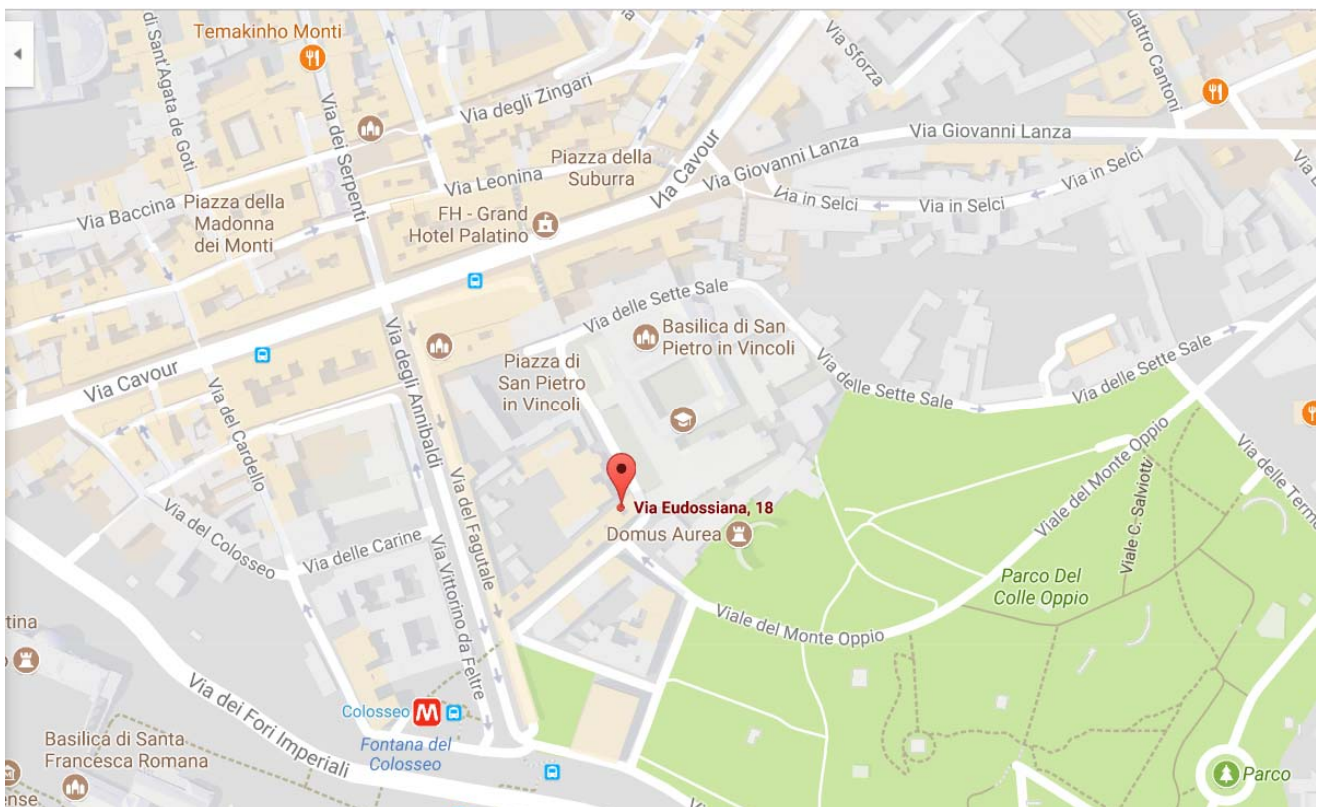 Temakinho Monti
di Sant'Agata de Goti
Via dei Serpenti
Via degli Zingari
Via Sforza
Via Giovanni Lanza
Via Giovanni Lanza
Piazza della
Suburra
Via Cavour
Via Leonina
Via in Selci
Via in Selci
Via in Selci
Via Baccina
Piazza della
Madonna
dei Monti
FH - Grand
Hotel Palatino
Via delle Sette Sale
Basilica di San
Pietro in Vincoli
Piazza di
San Pietro
in Vincoli
Via Cavour
Via degli Annibaldi
Via del Cardello
Via delle Sette Sale
Via delle Sette Sale
Via Eudossiana, 18
Domus Aurea
Via del Fagutale
Via del Colosseo
Via delle Carine
Via Vittorino da Feltre
Viale del Monte Oppio
Viale C. Salviotti
Parco Del
Colle Oppio
Viale del Monte Oppio
Via dei Fori Imperiali
Colosseo
M
Fontana del
Colosseo
Basilica di Santa
Francesca Romana
Parco